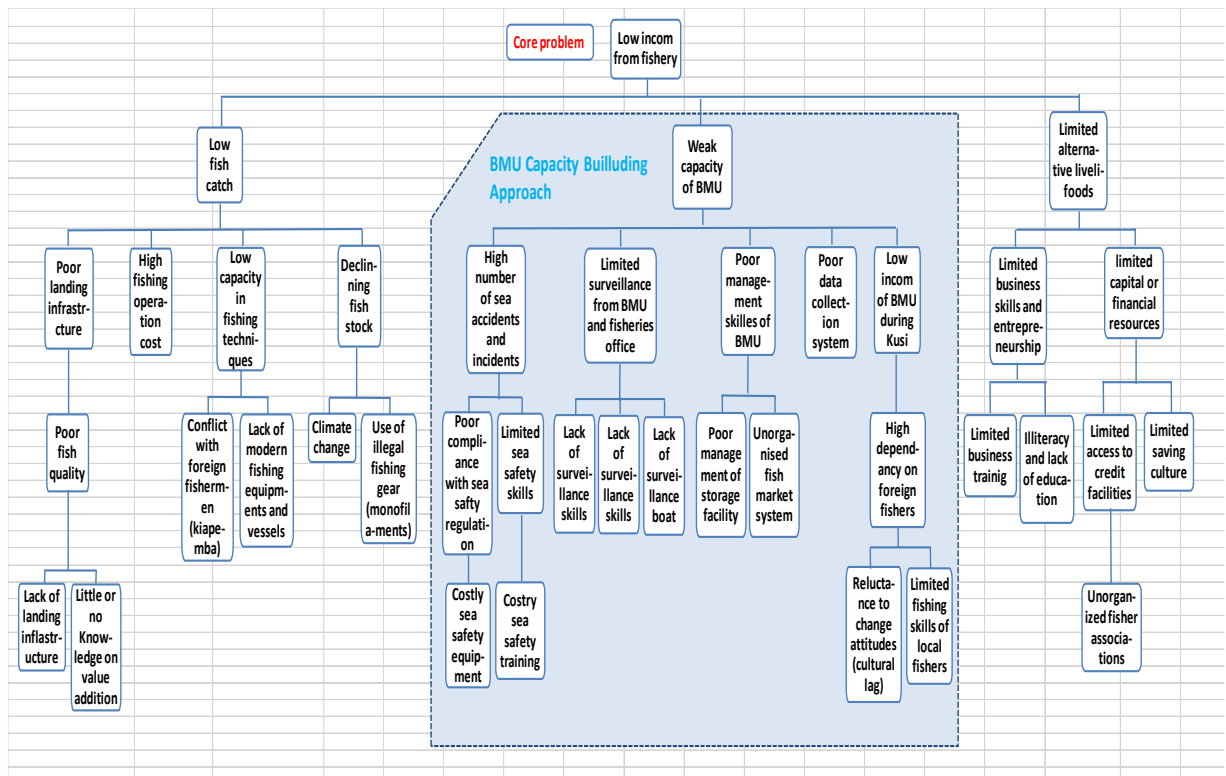 Core problem
Low incom
from fishery
Low
fish
catch
BMU Capacity Builluding
Approach
Weak
capacity
of BMU
Limited
alterna-
tive liveli-
foods
Poor
landing
infrastr-
cture
High
fishing
opera-
tion
cost
Low
capacity
in
fishing
techni-
ques
Declin-
ning
fish
stock
High
number
of sea
accidents
and
incidents
Limited
surveillance
from BMU
and fisheries
office
Poor
manage-
ment
skilles of
BMU
Poor
data
collect-
ion
system
Low
incom
of BMU
during
Kusi
Limited
business
skills and
entrepre-
neurship
limited
capital or
financial
resources
Poor
fish
quality
Conflict
with
foreign
fisherm-
en
(kiape-
mba)
Lack of
modern
fishing
equipm-
ents and
vessels
Climate
change
Use of
illegal
fishing
gear
(monofil
a-ments)
Poor
compliance
with sea
safty
regulati-
on
Limited
sea
safety
skills
Lack
of
surve-
illance
skills
Lack
of
surve-
illance
skills
Lack
of
surve-
illance
boat
Poor
manage
ment of
storage
facility
Unorga-
nised
fish
market
system
High
depend-
ancy on
foreign
fishers
Limited
business
trainig
Illiteracy
and lack
of educa-
tion
Limited
access to
credit
facilities
Limited
saving
culture
Lack of
landing
inflastr-
ucture
Little or
no
Know-
ledge on
value
addition
Costly
sea
safety
equip-
ment
Costry
sea
safety
training
Relucta-
nce to
change
attitudes
(cultural
lag)
Limited
fishing
skills of
local
fishers
Unorgan-
ized fisher
associa-
tions